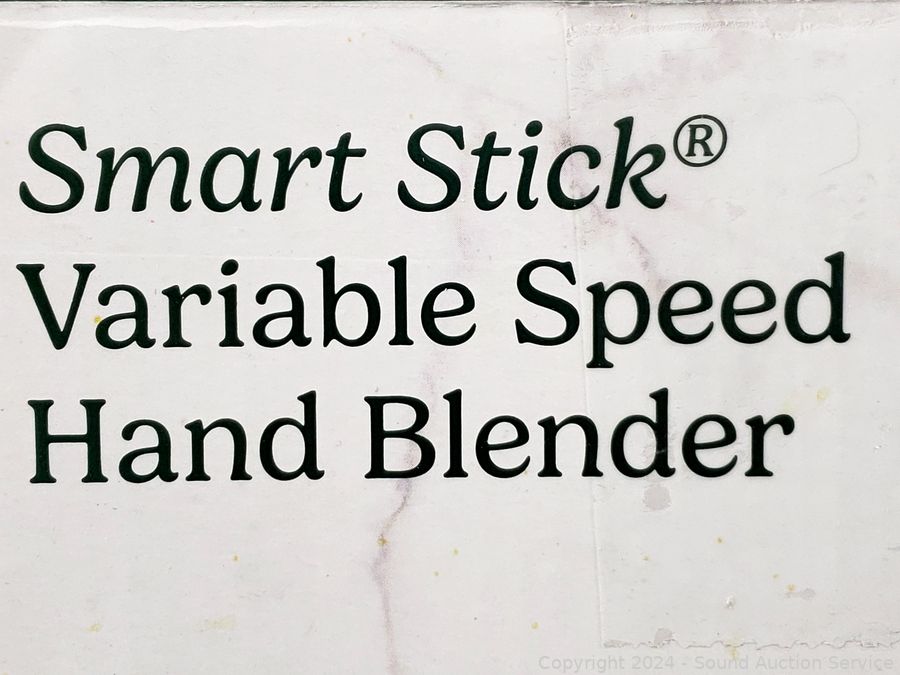 Smart Stick®
Variable Speed
Hand Blender
Copyright 2024 - Sound Auction Service